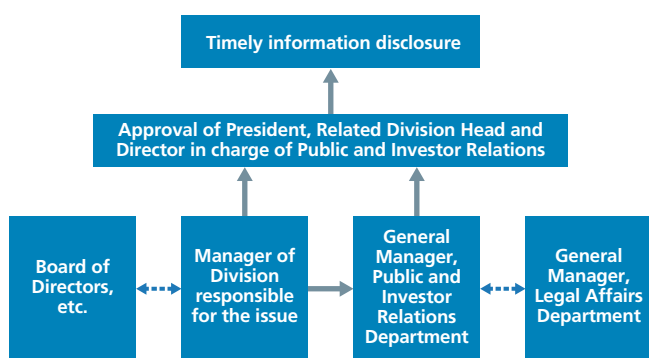 Timely information disclosure
Approval of President, Related Division Head and
Director in charge of Public and Investor Relations
Board of
Directors,
etc.
Manager of
Division
responsible
for the issue
General
Manager,
Public and
Investor
Relations
Department
General
Manager,
Legal Affairs
Department